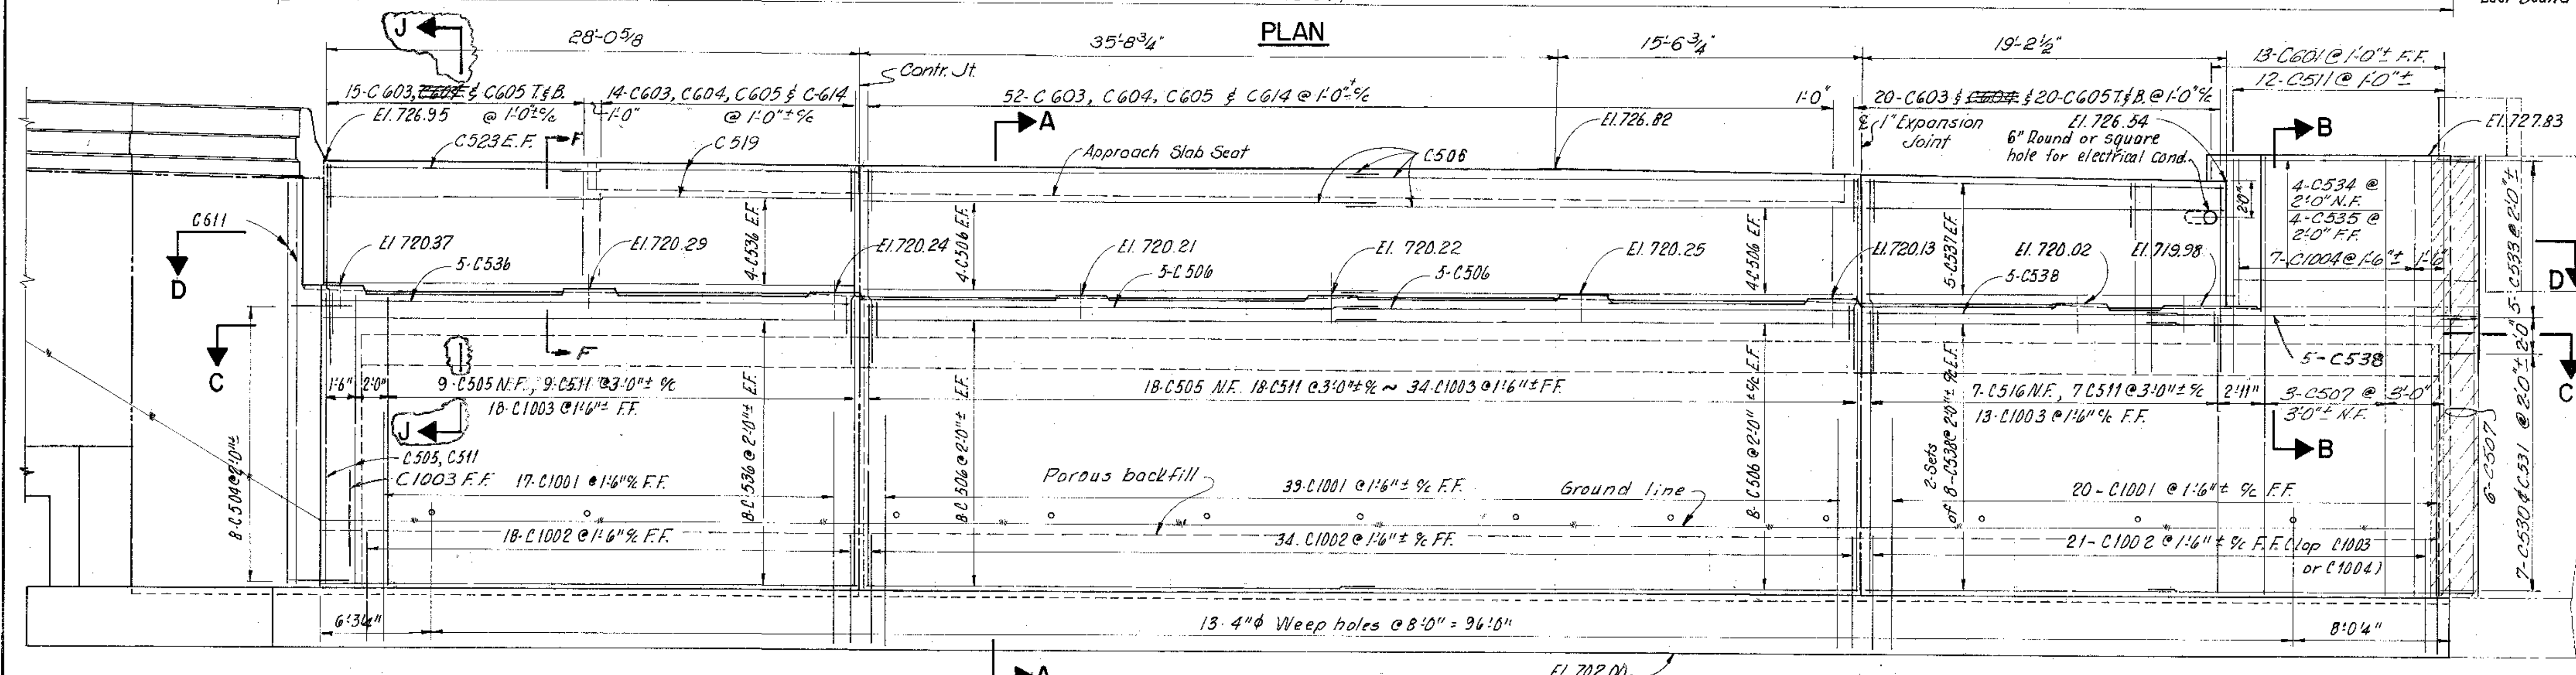 PLAN
J
28'-0 5/8
35'-8 3/4"
15'-6 3/4"
19'-2 1/2"
13-C601 @ 1'-0"± F.F.
12-C511 @ 1'-0"±
Contr. Jt.
15-C603, C604 & C605 T.&B.
@ 1'-0"± %
14-C603, C604, C605 & C-614
1'-0"
@ 1'-0"± %
52-C603, C604, C605 & C614 @ 1'-0"± %
1'-0"
20-C603 & C604 & 20-C605 T.&B. @ 1'-0" %
El. 726.95
F
C523 E.F.
C519
A
Approach Slab Seat
C506
El. 726.82
1" Expansion
Joint
El. 726.54
6" Round or square
hole for electrical Cond.
B
El. 727.83
C611
4-C536 E.F.
4-C506 E.F.
4-C506 E.F.
5-C537 E.F.
2'0"
4-C534 @
2'-0" N.F.
4-C535 @
2'-0" F.F.
7-C1004 @ 1'-6"±
1'-6"
5-C533 @ 2'-0"±
D
El. 720.37
El. 720.29
El. 720.24
El. 720.21
El. 720.22
El. 720.25
El. 720.13
El. 720.02
El. 719.98
D
5-C536
5-C506
5-C506
5-C538
2'0"
C
F
5-C538
C
1'-6"
2'-0"
9-C505 N.F., 9-C511 @ 3'-0"± %
18-C1003 @ 1'-6"± F.F.
18-C505 N.F. 18-C511 @ 3'-0"± % ~ 34-C1003 @ 1'-6"± F.F.
7-C516 N.F., 7 C511 @ 3'-0"± %
13-C1003 @ 1'-6" % F.F.
2'-11"
3-C507 @
3'-0"± N.F.
3'-0"
J
B
8-C504 @ 2'-0"±
C505, C511
C1003 F.F.
17-C1001 @ 1'-6" % F.F.
8-C536 @ 2'-0"± E.F.
8-C506 @ 2'-0"± E.F.
Porous backfill
39-C1001 @ 1'-6"± % F.F.
Ground line
8-C506 @ 2'-0"± % E.F.
2-Sets
of 8-C538 @ 2'-0"± % E.F.
20-C1001 @ 1'-6"± % F.F.
6-C507
7-C530 & C531 @ 2'-0"±
18-C1002 @ 1'-6" % F.F.
34-C1002 @ 1'-6"± % F.F.
21-C1002 @ 1'-6"± % F.F. (lap C1003
or C1004)
6'-3 1/4"
13-4"φ Weep holes @ 8'-0" = 96'-0"
8'-0 1/4"
A
El. 702.00